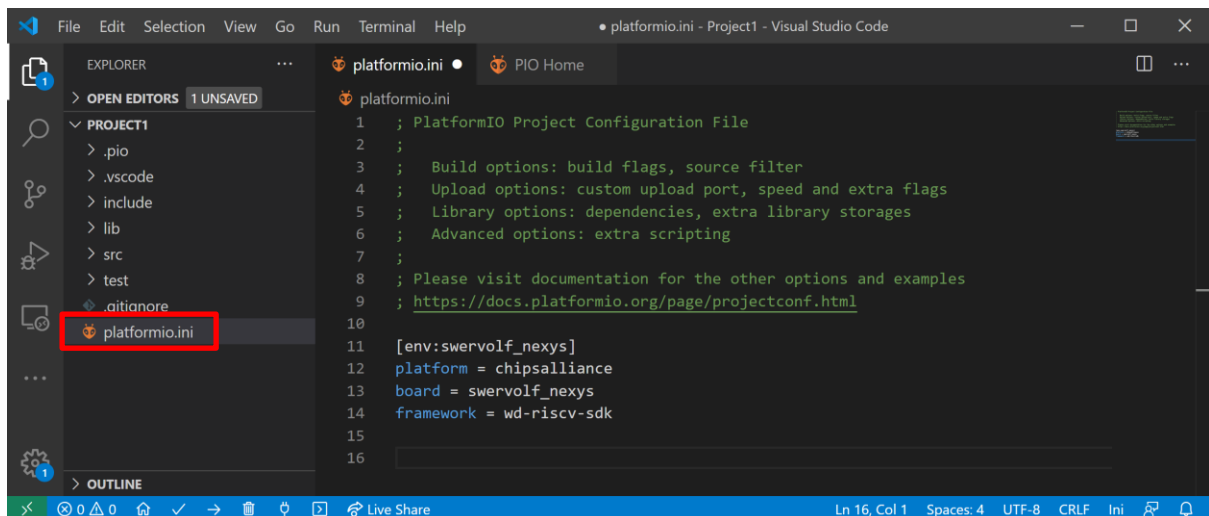 File Edit Selection View Go Run Terminal Help ● platformio.ini - Project1 - Visual Studio Code
EXPLORER ···
platformio.ini ●
PIO Home
1
> OPEN EDITORS 1 UNSAVED
PROJECT1
> .pio
> .vscode
> include
> lib
> src
> test
.gitignore
platformio.ini
> OUTLINE
1
platformio.ini
1 ; PlatformIO Project Configuration File
2 ;
3 ;   Build options: build flags, source filter
4 ;   Upload options: custom upload port, speed and extra flags
5 ;   Library options: dependencies, extra library storages
6 ;   Advanced options: extra scripting
7 ;
8 ; Please visit documentation for the other options and examples
9 ; https://docs.platformio.org/page/projectconf.html
10
11 [env:swervolf_nexys]
12 platform = chipsalliance
13 board = swervolf_nexys
14 framework = wd-riscv-sdk
15
16
0 0 Live Share Ln 16, Col 1 Spaces: 4 UTF-8 CRLF Ini